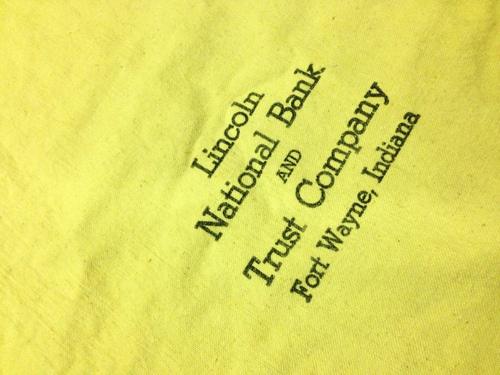 Lincoln
National Bank
AND
Trust Company
Fort Wayne, Indiana